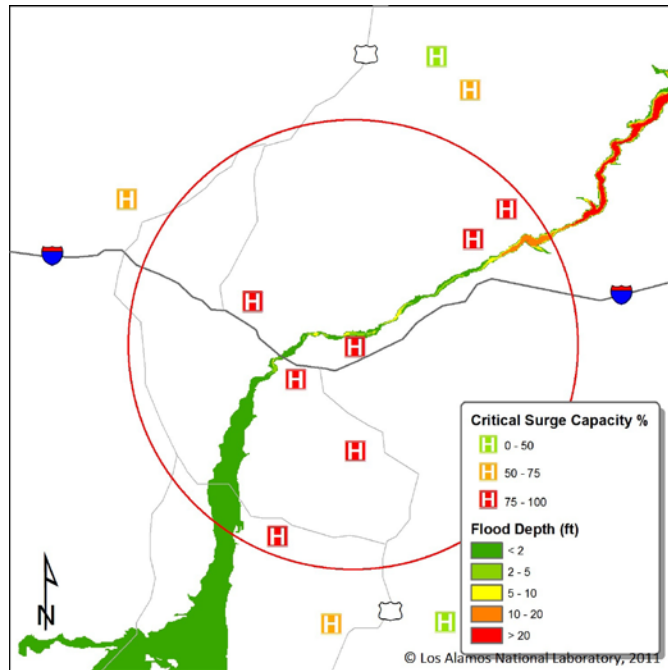 H
H
H
H
H
H
H
H
H
H
H
H
Critical Surge Capacity %
H 0 - 50
H 50 - 75
H 75 - 100
Flood Depth (ft)
< 2
2 - 5
5 - 10
10 - 20
> 20
N
© Los Alamos National Laboratory, 2011